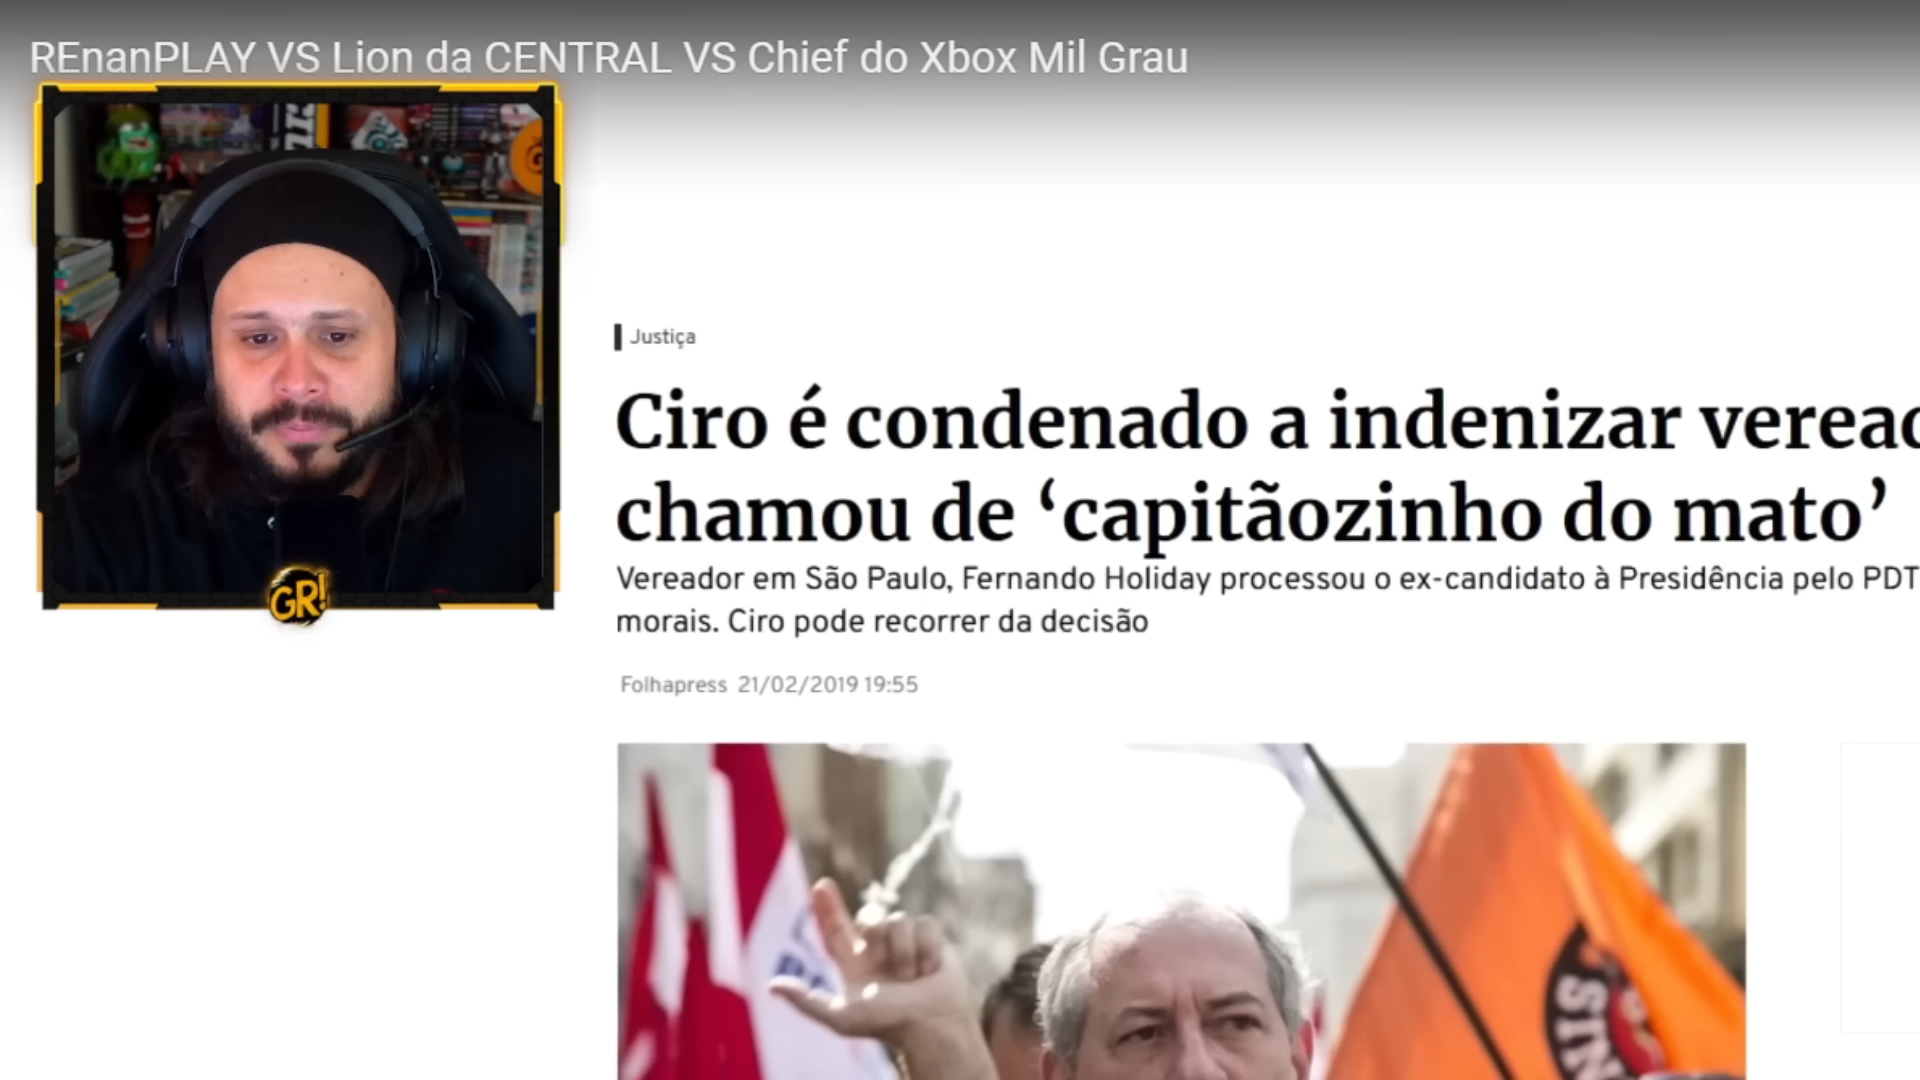 REnanPLAY VS Lion da CENTRAL VS Chief do Xbox Mil Grau
GR!
Justiça
Ciro é condenado a indenizar
chamou de ‘capitãozinho do mato’
Vereador em São Paulo, Fernando Holiday processou o ex-candidato à Presidência pelo PDT
morais. Ciro pode recorrer da decisão
Folhapress 21/02/2019 19:55